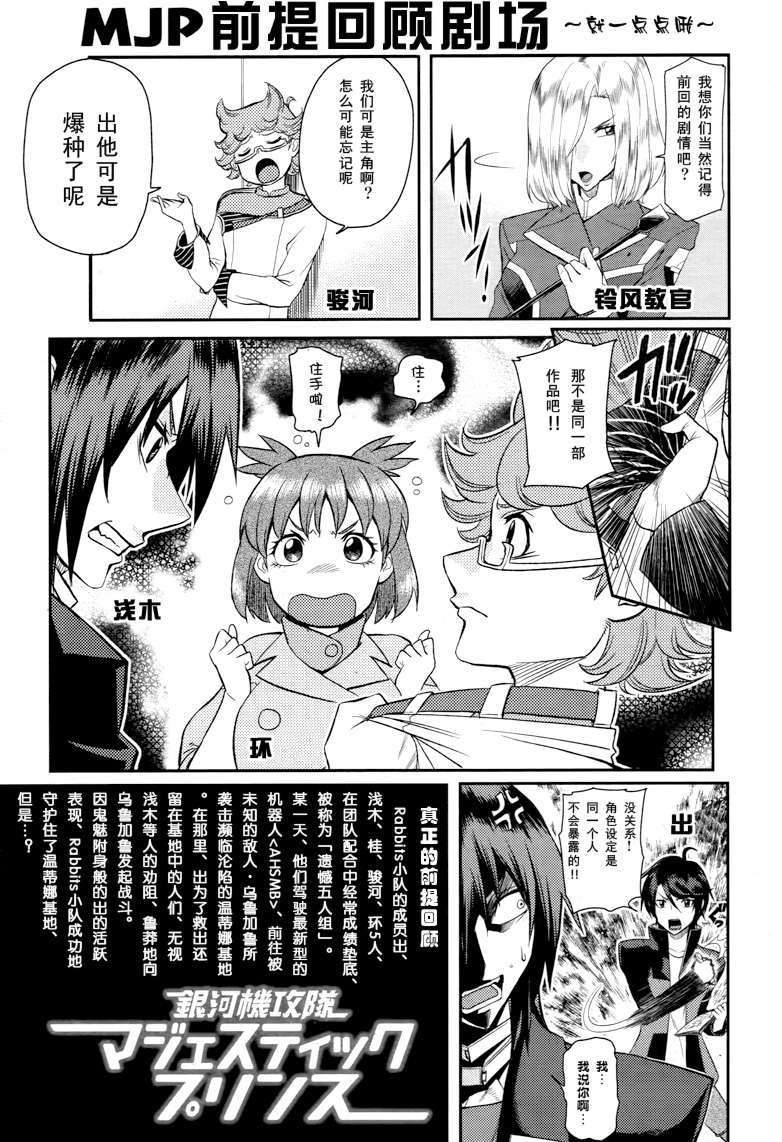 MJP前提回顾剧场
～就一点点哦～
我想你们当然记得
前回的剧情吧？
铃风教官
我们可是主角啊？
怎么可能忘记呢
出他可是
爆种了呢
骏河
ガッ
那不是同一部
作品吧!!
住…
住手啦！
浅木
环
没关系！
角色设定是
同一个人
不会暴露的!!
出
我…
我说你啊…
真正的前提回顾
Rabbits小队的成员出、
浅木、桂、骏河、环5人、
在团队配合中经常成绩垫底、
被称为「遗憾五人组」。
某一天、他们驾驶最新型的
机器人<AHSMB>、前往被
未知的敌人·乌鲁加鲁所
袭击濒临沦陷的温蒂娜基地
。在那里、出为了救出还
留在基地中的人们、无视
浅木等人的劝阻、鲁莽地向
乌鲁加鲁发起战斗。
因鬼魅附身般的出的活跃
表现、Rabbits小队成功地
守护住了温蒂娜基地、
但是…？
銀河機攻隊
マジェスティック
プリンス